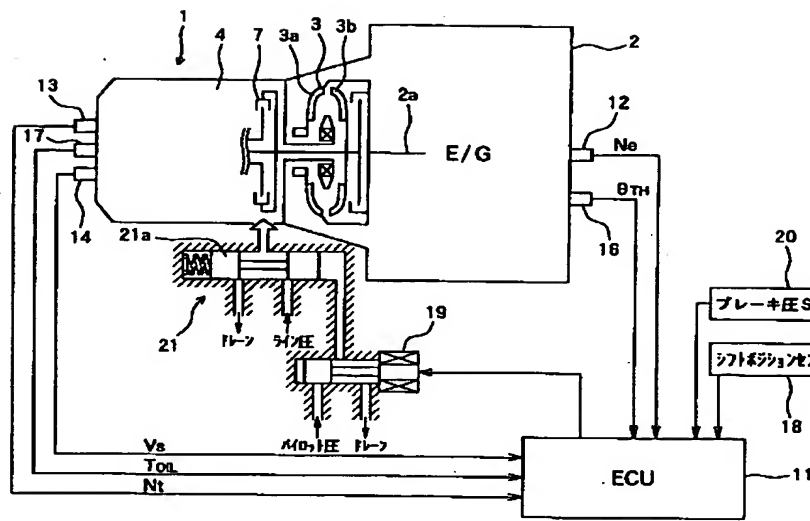 1
4
7
3a
3
3b
2
13
17
14
2a
E/G
12
Ne
θTH
16
21a
20
ブレーキ圧S
21
ドレーン
ライン圧
19
シフトポジションセン
18
パイロット圧
ドレーン
Vs
TOIL
Nt
ECU
11